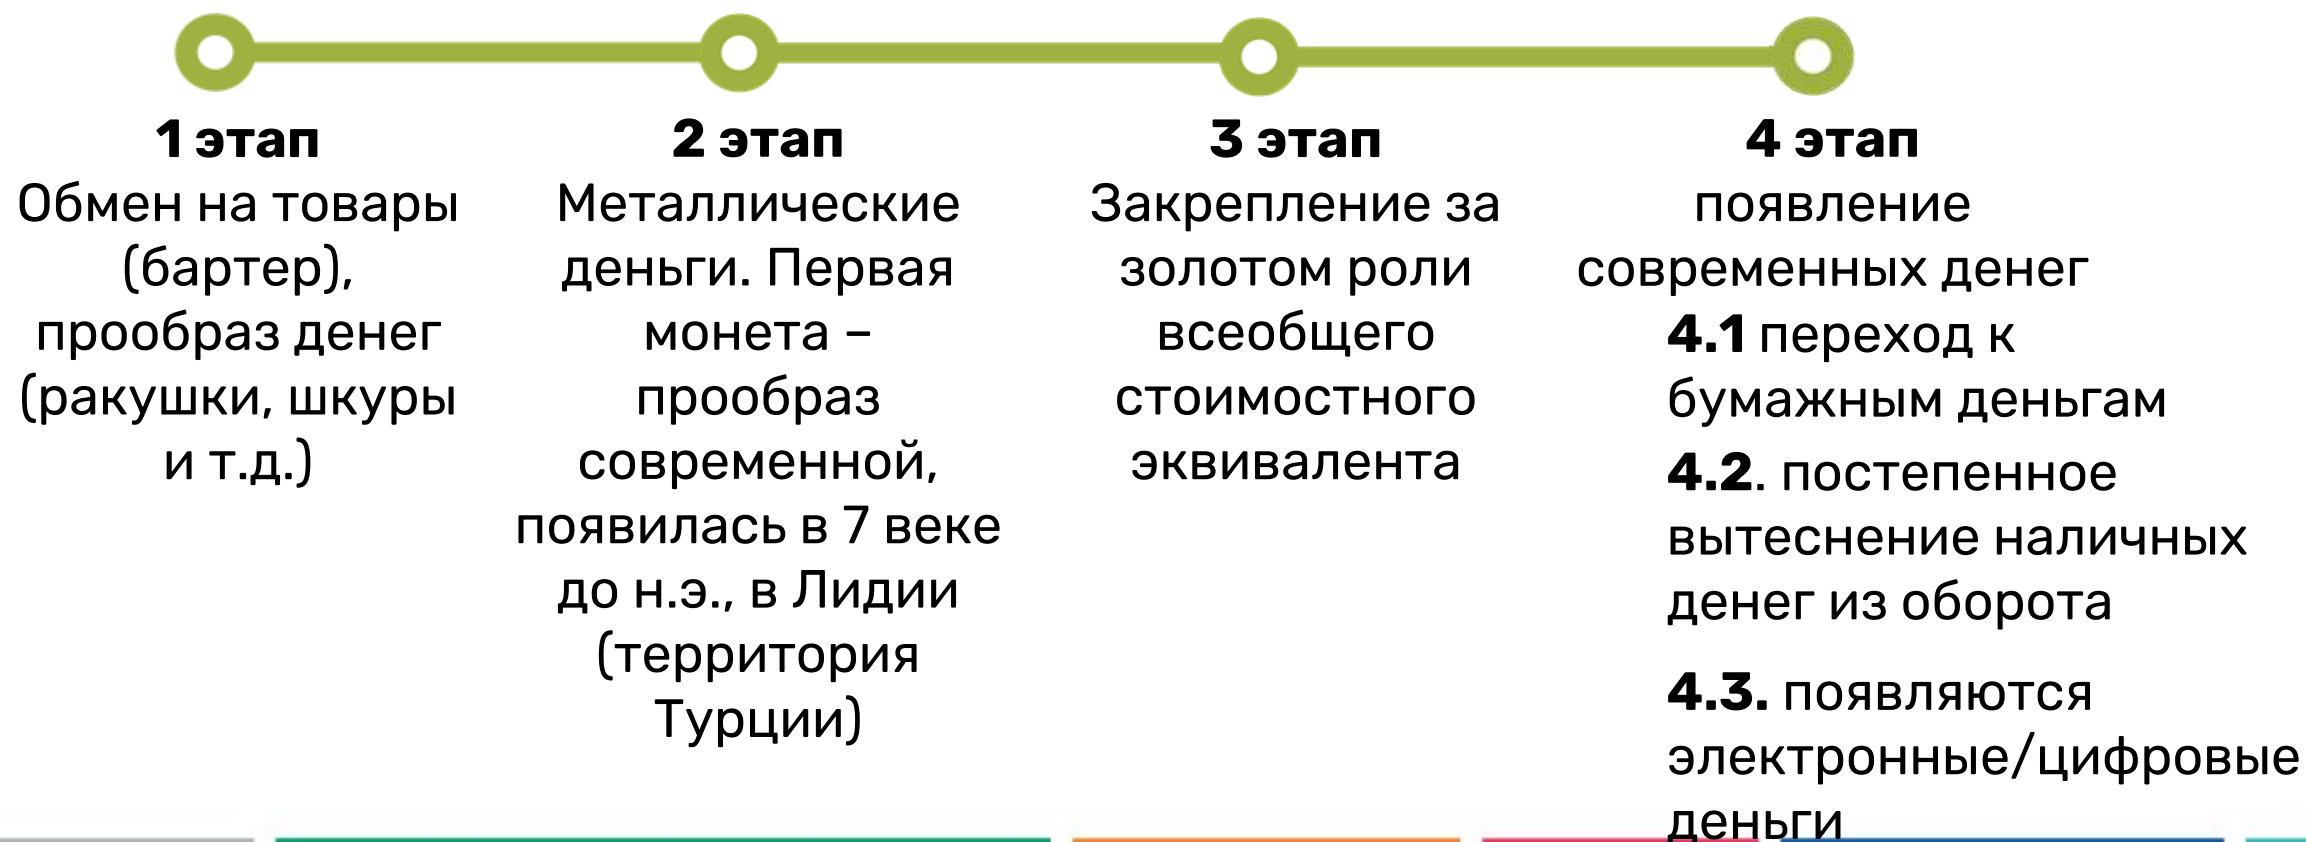 1 этап
Обмен на товары
(бартер),
прообраз денег
(ракушки, шкуры
и т.д.)
2 этап
Металлические
деньги. Первая
монета –
прообраз
современной,
появилась в 7 веке
до н.э., в Лидии
(территория
Турции)
3 этап
Закрепление за
золотом роли
всеобщего
стоимостного
эквивалента
4 этап
появление
современных денег
4.1 переход к
бумажным деньгам
4.2. постепенное
вытеснение наличных
денег из оборота
4.3. появляются
электронные/цифровые
деньги